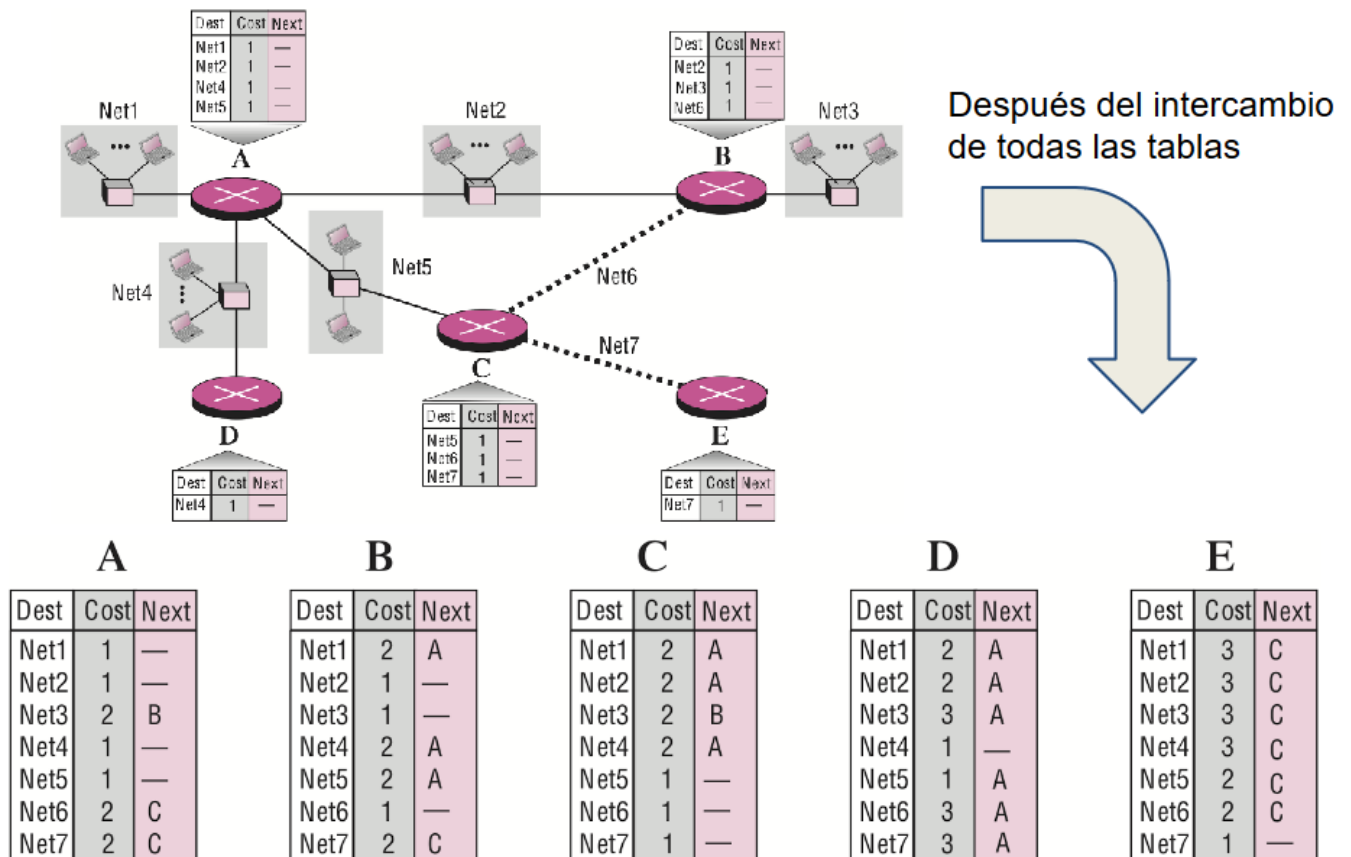 Dest Cost Next
Net1 1 —
Net2 1 —
Net4 1 —
Net5 1 —
A
Dest Cost Next
Net2 1 —
Net3 1 —
Net6 1 —
B
Después del intercambio
de todas las tablas
Net1
Net2
Net3
Net4
Net5
Net6
Net7
C
Dest Cost Next
Net5 1 —
Net6 1 —
Net7 1 —
D
Dest Cost Next
Net4 1 —
E
Dest Cost Next
Net7 1 —
A
Dest Cost Next
Net1 1 —
Net2 1 —
Net3 2 B
Net4 1 —
Net5 1 —
Net6 2 C
Net7 2 C
B
Dest Cost Next
Net1 2 A
Net2 1 —
Net3 1 —
Net4 2 A
Net5 2 A
Net6 1 —
Net7 2 C
C
Dest Cost Next
Net1 2 A
Net2 2 A
Net3 2 B
Net4 2 A
Net5 1 —
Net6 1 —
Net7 1 —
D
Dest Cost Next
Net1 2 A
Net2 2 A
Net3 3 A
Net4 1 —
Net5 1 A
Net6 3 A
Net7 3 A
E
Dest Cost Next
Net1 3 C
Net2 3 C
Net3 3 C
Net4 3 C
Net5 2 C
Net6 2 C
Net7 1 —